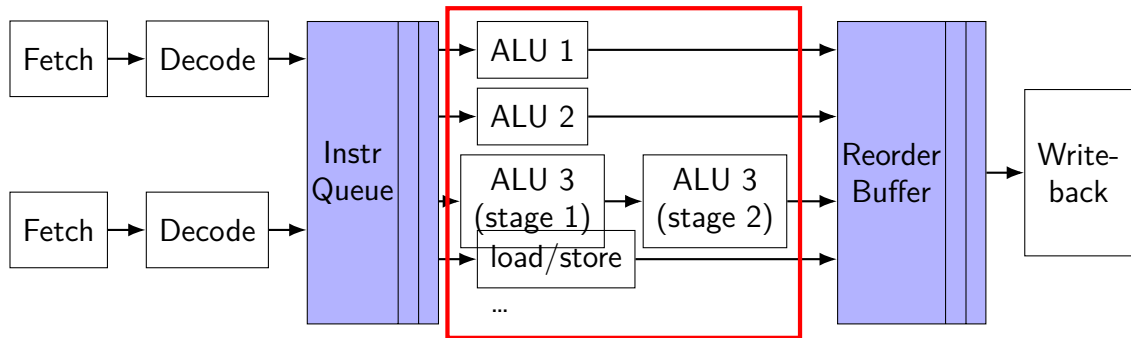 Fetch
Decode
Fetch
Decode
Instr
Queue
ALU 1
ALU 2
ALU 3
(stage 1)
ALU 3
(stage 2)
load/store
...
Reorder
Buffer
Write-
back